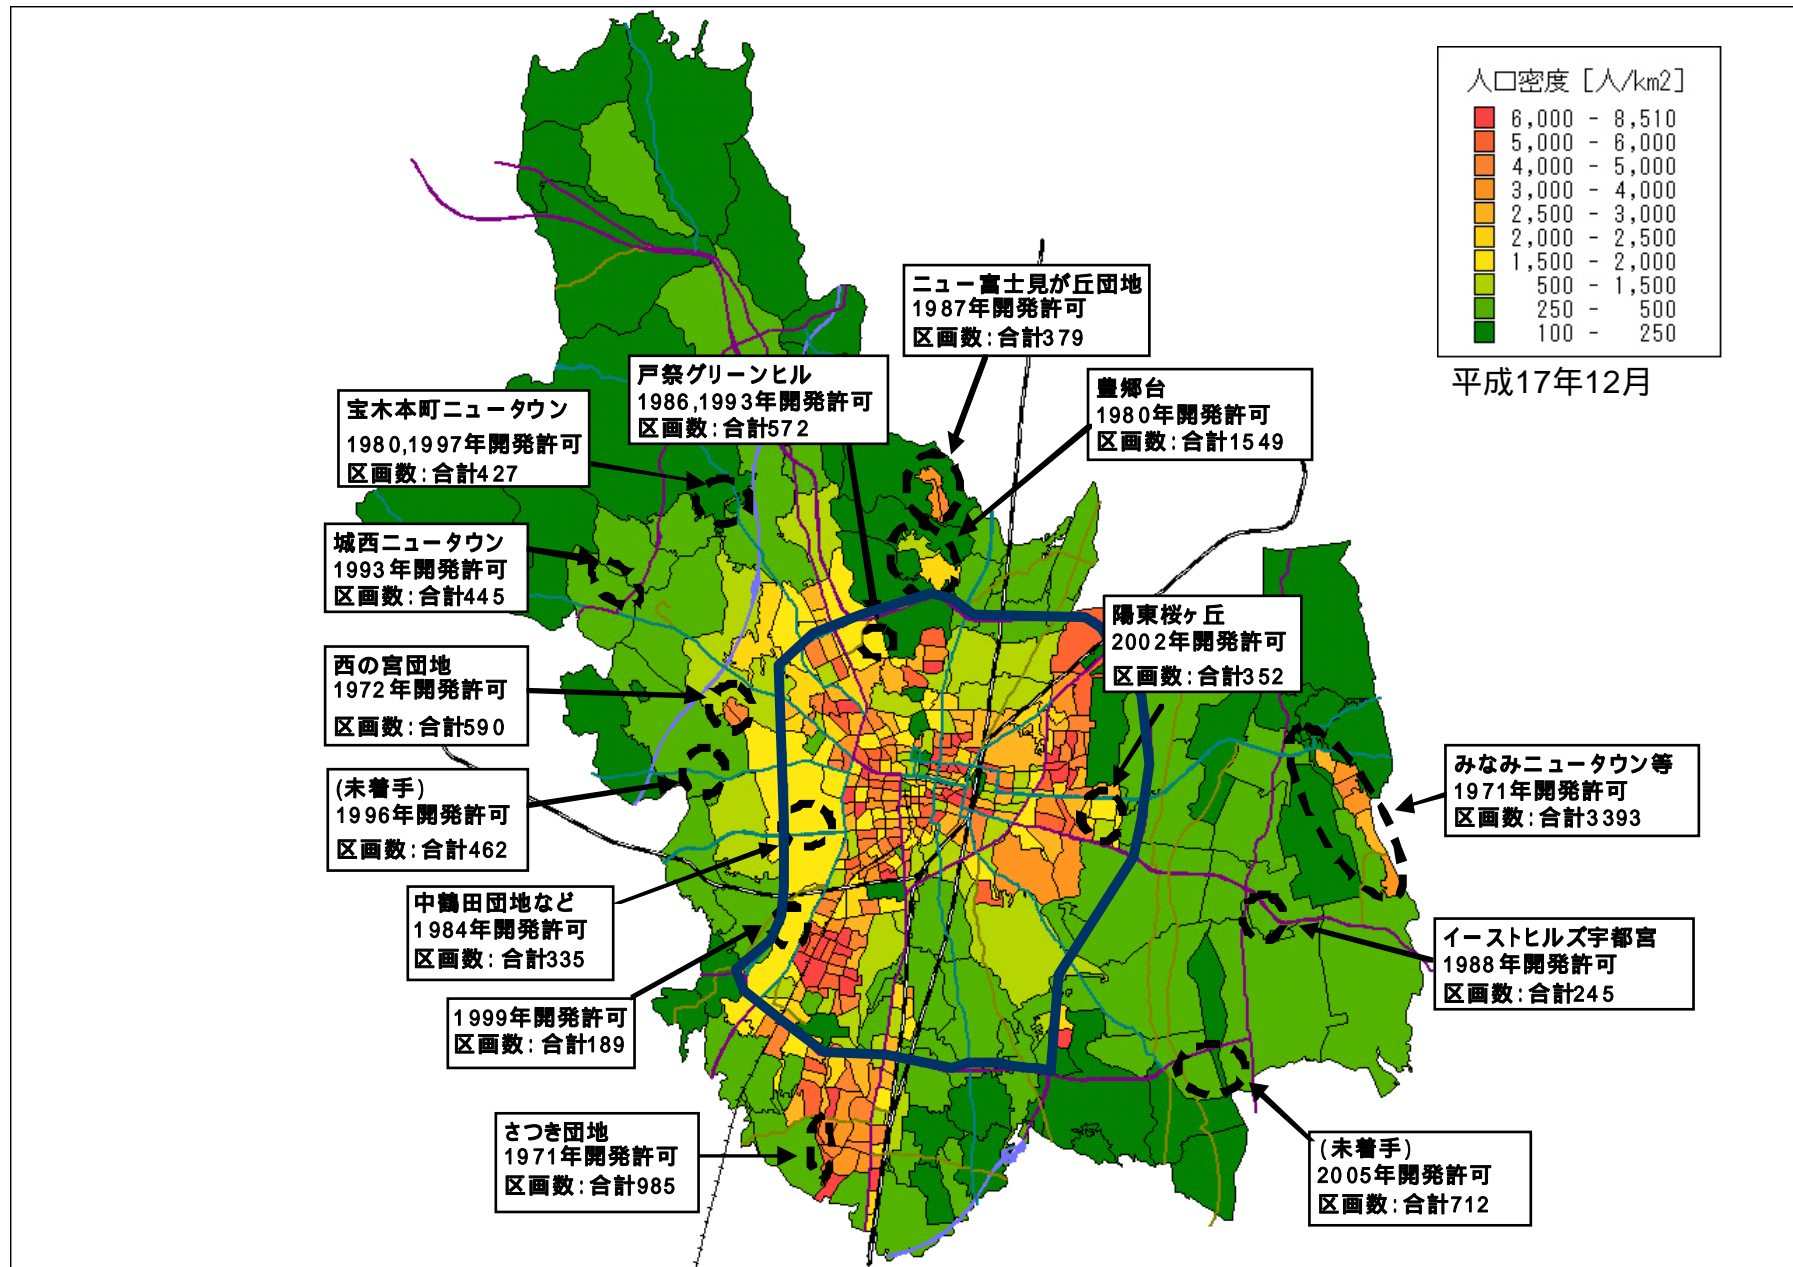 人口密度 [人/km2]
6,000 - 8,510
5,000 - 6,000
4,000 - 5,000
3,000 - 4,000
2,500 - 3,000
2,000 - 2,500
1,500 - 2,000
500 - 1,500
250 - 500
100 - 250
平成17年12月
ニュー富士見が丘団地
1987年開発許可
区画数:合計379
戸祭グリーンヒル
1986,1993年開発許可
区画数:合計572
豊郷台
1980年開発許可
区画数:合計1549
宝木本町ニュータウン
1980,1997年開発許可
区画数:合計427
城西ニュータウン
1993年開発許可
区画数:合計445
陽東桜ヶ丘
2002年開発許可
区画数:合計352
西の宮団地
1972年開発許可
区画数:合計590
みなみニュータウン等
1971年開発許可
区画数:合計3393
(未着手)
1996年開発許可
区画数:合計462
中鶴田団地など
1984年開発許可
区画数:合計335
イーストヒルズ宇都宮
1988年開発許可
区画数:合計245
1999年開発許可
区画数:合計189
さつき団地
1971年開発許可
区画数:合計985
(未着手)
2005年開発許可
区画数:合計712